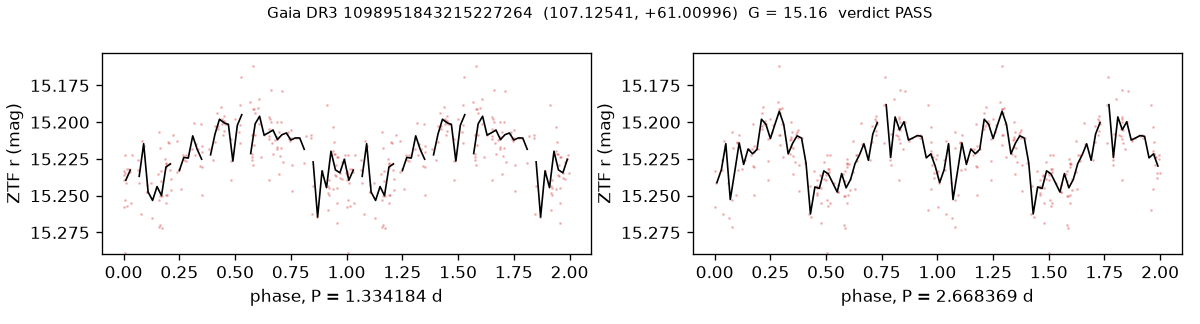 Gaia DR3 1098951843215227264  (107.12541, +61.00996)  G = 15.16  verdict PASS
ZTF r (mag)
15.175
15.200
15.225
15.250
15.275
0.00 0.25 0.50 0.75 1.00 1.25 1.50 1.75 2.00
phase, P = 1.334184 d
ZTF r (mag)
15.175
15.200
15.225
15.250
15.275
0.00 0.25 0.50 0.75 1.00 1.25 1.50 1.75 2.00
phase, P = 2.668369 d